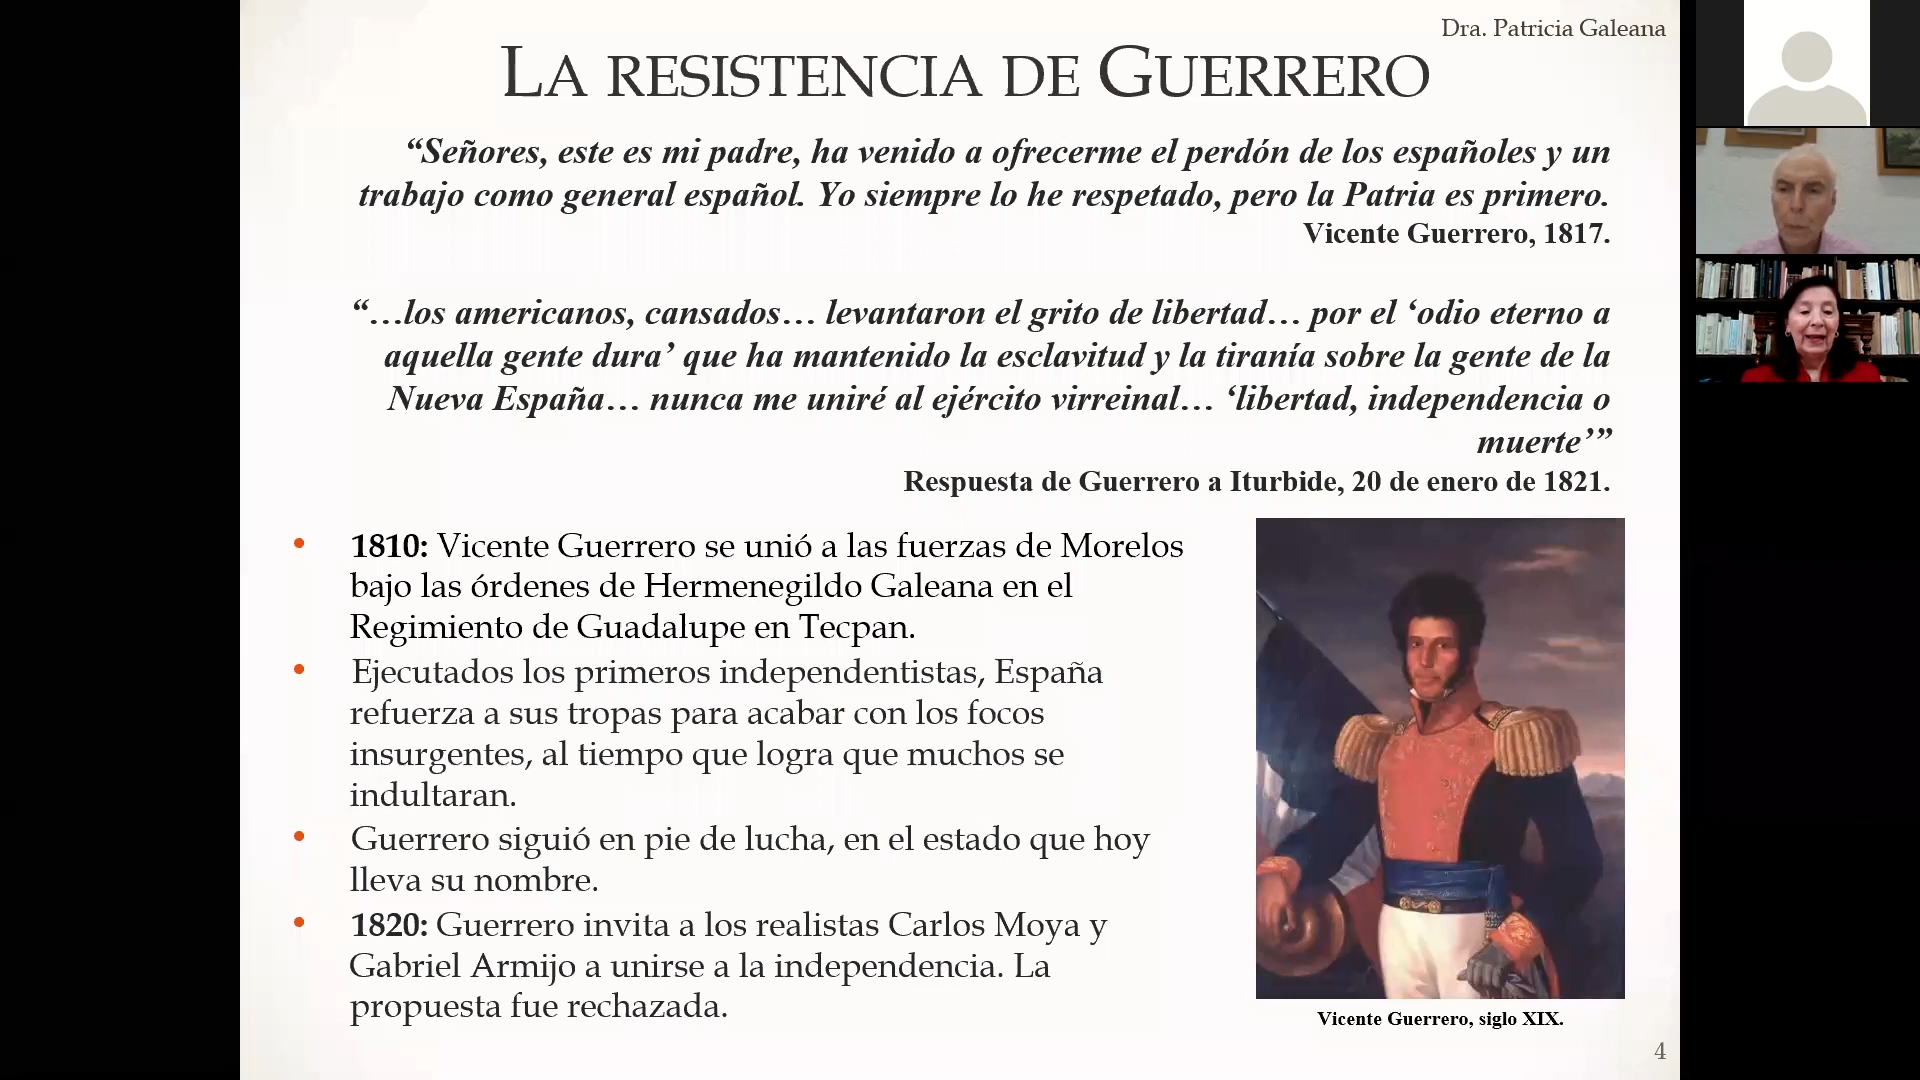 Dra. Patricia Galeana
LA RESISTENCIA DE GUERRERO
“Señores, este es mi padre, ha venido a ofrecerme el perdón de los españoles y un
trabajo como general español. Yo siempre lo he respetado, pero la Patria es primero.
Vicente Guerrero, 1817.
“…los americanos, cansados… levantaron el grito de libertad… por el ‘odio eterno a
aquella gente dura’ que ha mantenido la esclavitud y la tiranía sobre la gente de la
Nueva España… nunca me uniré al ejército virreinal… ‘libertad, independencia o
muerte’”
Respuesta de Guerrero a Iturbide, 20 de enero de 1821.
• 1810: Vicente Guerrero se unió a las fuerzas de Morelos
bajo las órdenes de Hermenegildo Galeana en el
Regimiento de Guadalupe en Tecpan.
• Ejecutados los primeros independentistas, España
refuerza a sus tropas para acabar con los focos
insurgentes, al tiempo que logra que muchos se
indultaran.
• Guerrero siguió en pie de lucha, en el estado que hoy
lleva su nombre.
• 1820: Guerrero invita a los realistas Carlos Moya y
Gabriel Armijo a unirse a la independencia. La
propuesta fue rechazada.
Vicente Guerrero, siglo XIX.
4